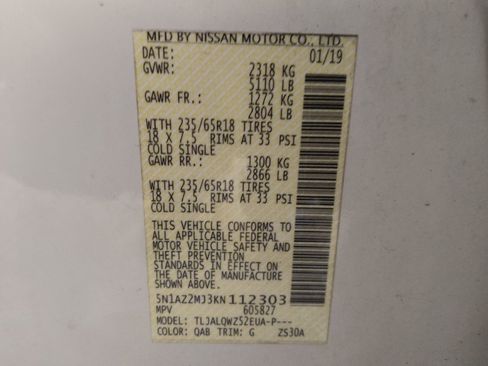 MFD BY NISSAN MOTOR CO., LTD.
DATE: 01/19
GVWR: 2318 KG
5110 LB
GAWR FR.: 1272 KG
2804 LB
WITH 235/65R18 TIRES
18 X 7.5 RIMS AT 33 PSI
COLD SINGLE
GAWR RR.: 1300 KG
2866 LB
WITH 235/65R18 TIRES
18 X 7.5 RIMS AT 33 PSI
COLD SINGLE
THIS VEHICLE CONFORMS TO
ALL APPLICABLE FEDERAL
MOTOR VEHICLE SAFETY AND
THEFT PREVENTION
STANDARDS IN EFFECT ON
THE DATE OF MANUFACTURE
SHOWN ABOVE.
5N1AZ2MJ3KN112303
MPV 605827
MODEL: TLJALQWZS2EUA-P---
COLOR: QAB TRIM: G ZS30A